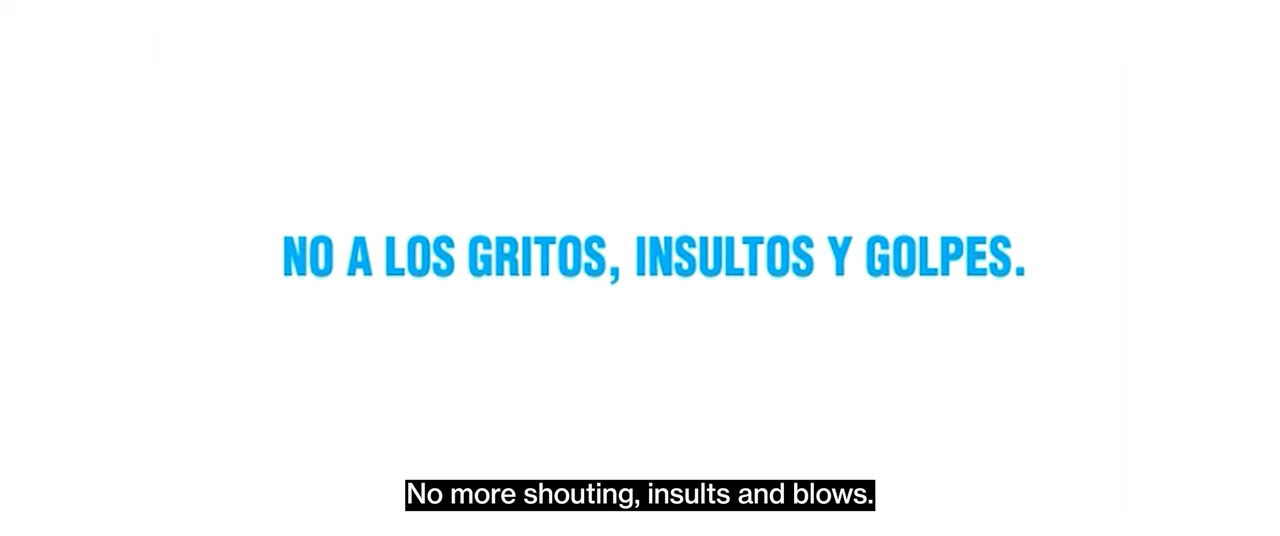 NO A LOS GRITOS, INSULTOS Y GOLPES.
No more shouting, insults and blows.